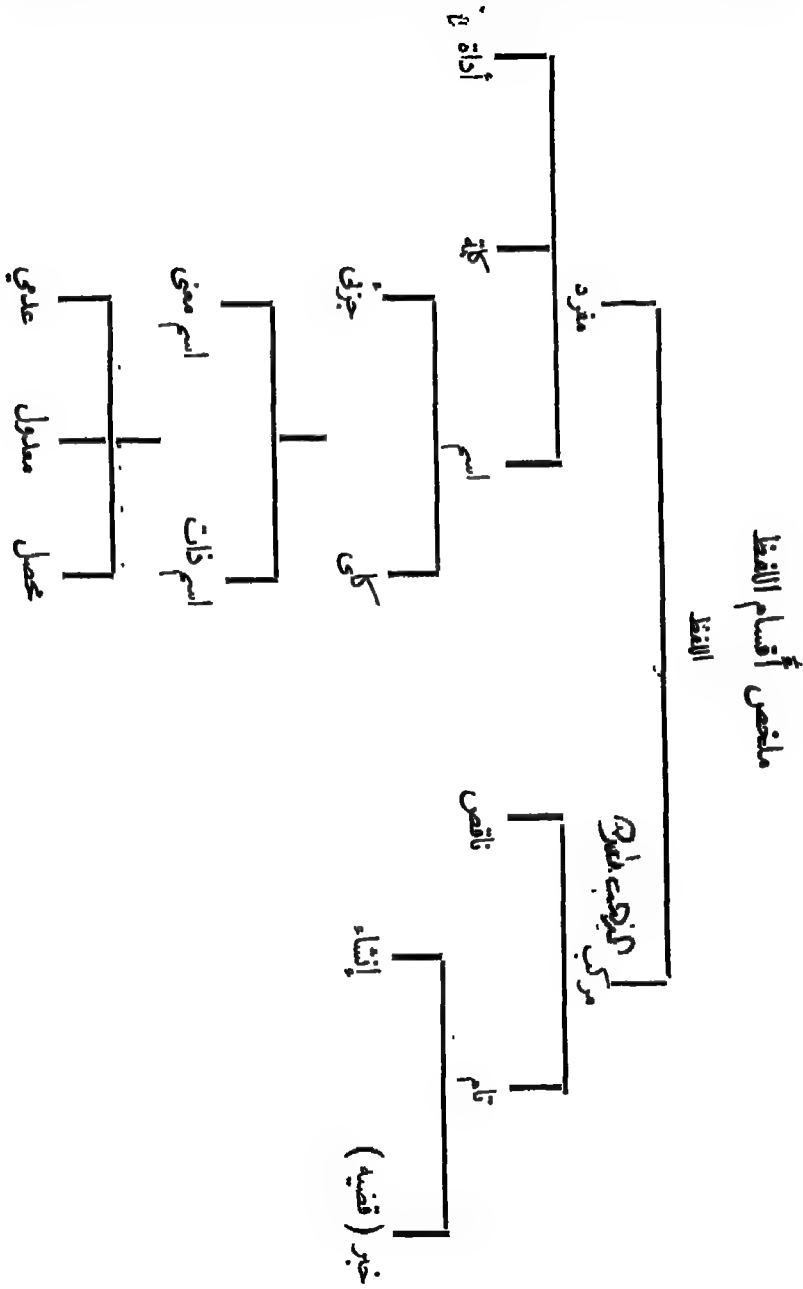 ملخص أقسام اللفظ
اللفظ
مركب
مفرد
تام
ناقص
اسم
كلمة
أداة
خبر (قضية)
إنشاء
كلي
جزئي
اسم ذات
اسم معنى
محصل
معدول
عدمي